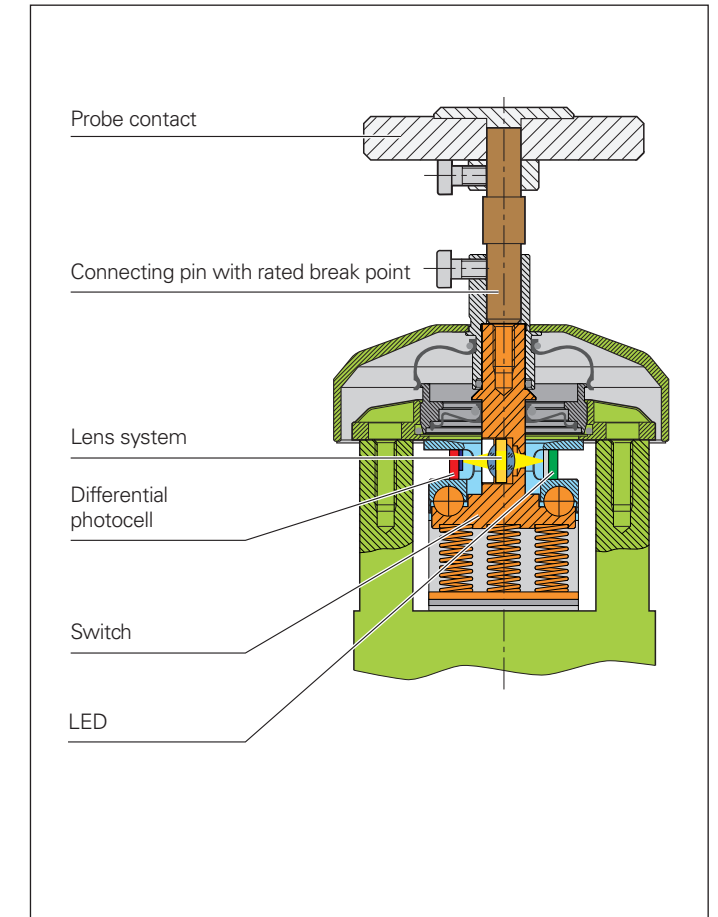 Probe contact
Connecting pin with rated break point
Lens system
Differential
photocell
Switch
LED